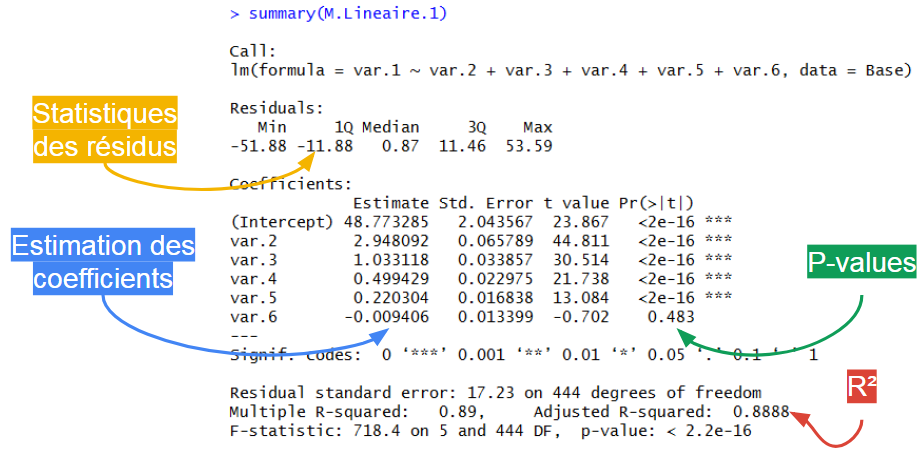 > summary(M.Lineaire.1)
Call:
lm(formula = var.1 ~ var.2 + var.3 + var.4 + var.5 + var.6, data = Base)
Statistiques
des résidus
Residuals:
Min 1Q Median 3Q Max
-51.88 -11.88 0.87 11.46 53.59
Coefficients:
Estimate Std. Error t value Pr(>|t|)
(Intercept) 48.773285 2.043567 23.867 <2e-16 ***
var.2 2.948092 0.065789 44.811 <2e-16 ***
var.3 1.033118 0.033857 30.514 <2e-16 ***
var.4 0.499429 0.022975 21.738 <2e-16 ***
var.5 0.220304 0.016838 13.084 <2e-16 ***
var.6 -0.009406 0.013399 -0.702 0.483
---
Signif. codes: 0 ‘***’ 0.001 ‘**’ 0.01 ‘*’ 0.05 ‘.’ 0.1 ‘ ’ 1
Estimation des
coefficients
P-values
Residual standard error: 17.23 on 444 degrees of freedom
Multiple R-squared: 0.89, Adjusted R-squared: 0.8888
F-statistic: 718.4 on 5 and 444 DF, p-value: < 2.2e-16
R²